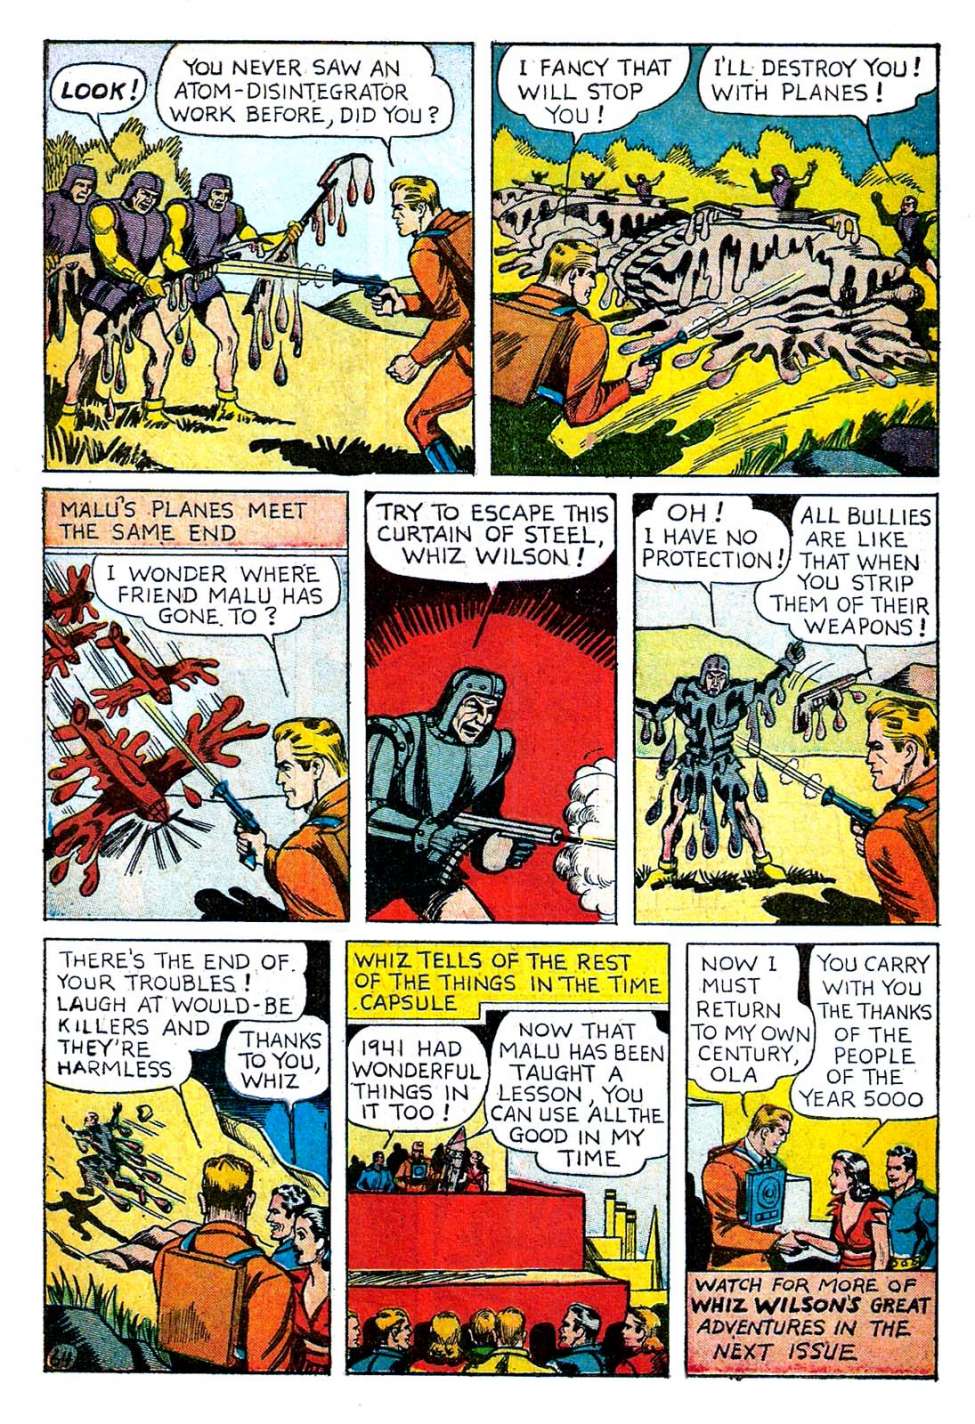 LOOK!
YOU NEVER SAW AN
ATOM-DISINTEGRATOR
WORK BEFORE, DID YOU?
I FANCY THAT
WILL STOP
YOU!
I'LL DESTROY YOU!
WITH PLANES!
MALU'S PLANES MEET
THE SAME END
I WONDER WHERE
FRIEND MALU HAS
GONE TO?
TRY TO ESCAPE THIS
CURTAIN OF STEEL,
WHIZ WILSON!
OH!
I HAVE NO
PROTECTION!
ALL BULLIES
ARE LIKE
THAT WHEN
YOU STRIP
THEM OF THEIR
WEAPONS!
THERE'S THE END OF
YOUR TROUBLES!
LAUGH AT WOULD-BE
KILLERS AND
THEY'RE
HARMLESS
THANKS
TO YOU,
WHIZ
64
WHIZ TELLS OF THE REST
OF THE THINGS IN THE TIME
CAPSULE
1941 HAD
WONDERFUL
THINGS IN
IT TOO!
NOW THAT
MALU HAS BEEN
TAUGHT A
LESSON, YOU
CAN USE ALL THE
GOOD IN MY
TIME
NOW I
MUST
RETURN
TO MY OWN
CENTURY,
OLA
YOU CARRY
WITH YOU
THE THANKS
OF THE
PEOPLE
OF THE
YEAR 5000
WATCH FOR MORE OF
WHIZ WILSON'S GREAT
ADVENTURES IN THE
NEXT ISSUE